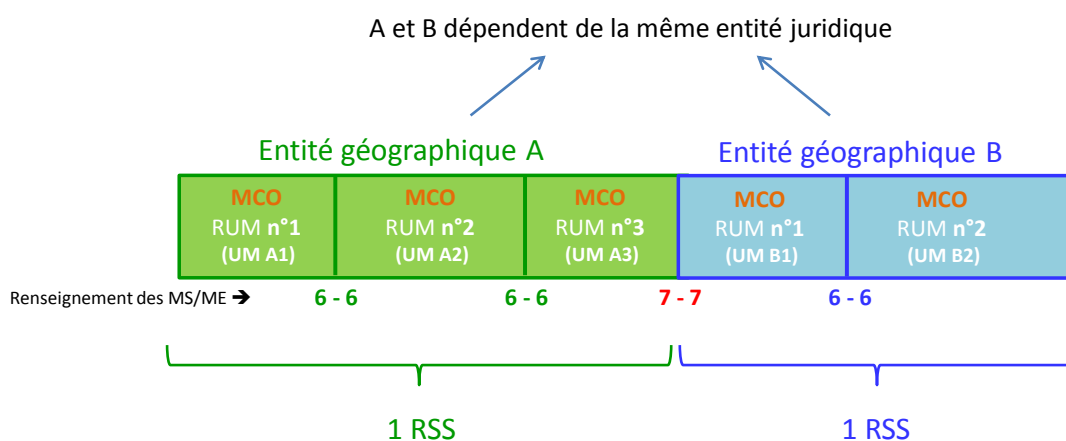 A et B dépendent de la même entité juridique
Entité géographique A
Entité géographique B
MCO
RUM n°1
(UM A1)
MCO
RUM n°2
(UM A2)
MCO
RUM n°3
(UM A3)
MCO
RUM n°1
(UM B1)
MCO
RUM n°2
(UM B2)
Renseignement des MS/ME ➔
6 - 6
6 - 6
7 - 7
6 - 6
1 RSS
1 RSS